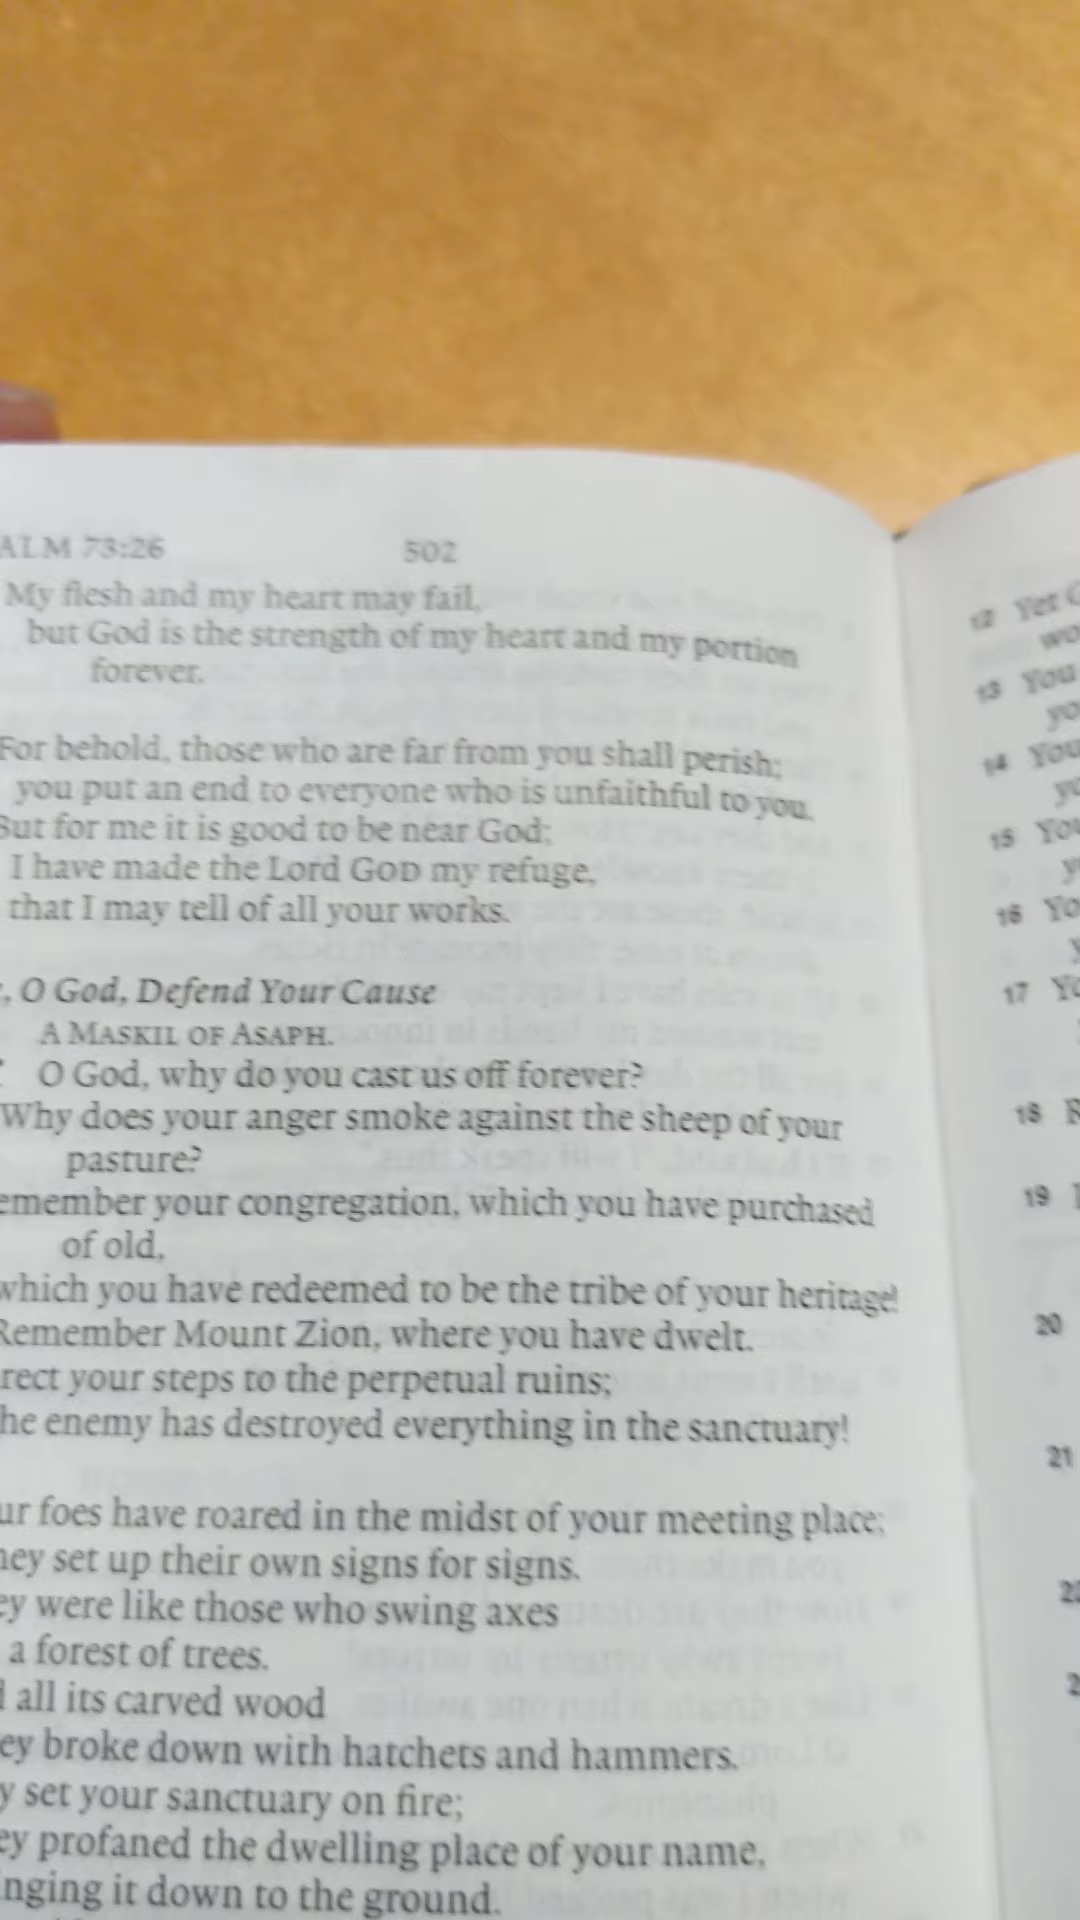 ALM 73:26 502
My flesh and my heart may fail,
but God is the strength of my heart and my portion
forever.
For behold, those who are far from you shall perish;
you put an end to everyone who is unfaithful to you.
But for me it is good to be near God;
I have made the Lord GOD my refuge,
that I may tell of all your works.
, O God, Defend Your Cause
A MASKIL OF ASAPH.
O God, why do you cast us off forever?
Why does your anger smoke against the sheep of your
pasture?
emember your congregation, which you have purchased
of old,
which you have redeemed to be the tribe of your heritage!
Remember Mount Zion, where you have dwelt.
rect your steps to the perpetual ruins;
he enemy has destroyed everything in the sanctuary!
ur foes have roared in the midst of your meeting place;
hey set up their own signs for signs.
ey were like those who swing axes
a forest of trees.
all its carved wood
ey broke down with hatchets and hammers.
y set your sanctuary on fire;
ey profaned the dwelling place of your name,
inging it down to the ground.
12 Yet
wo
13 You
yo
14 You
yo
15 You
y
16 Yo
y
17 Yo
18 R
19
20
21